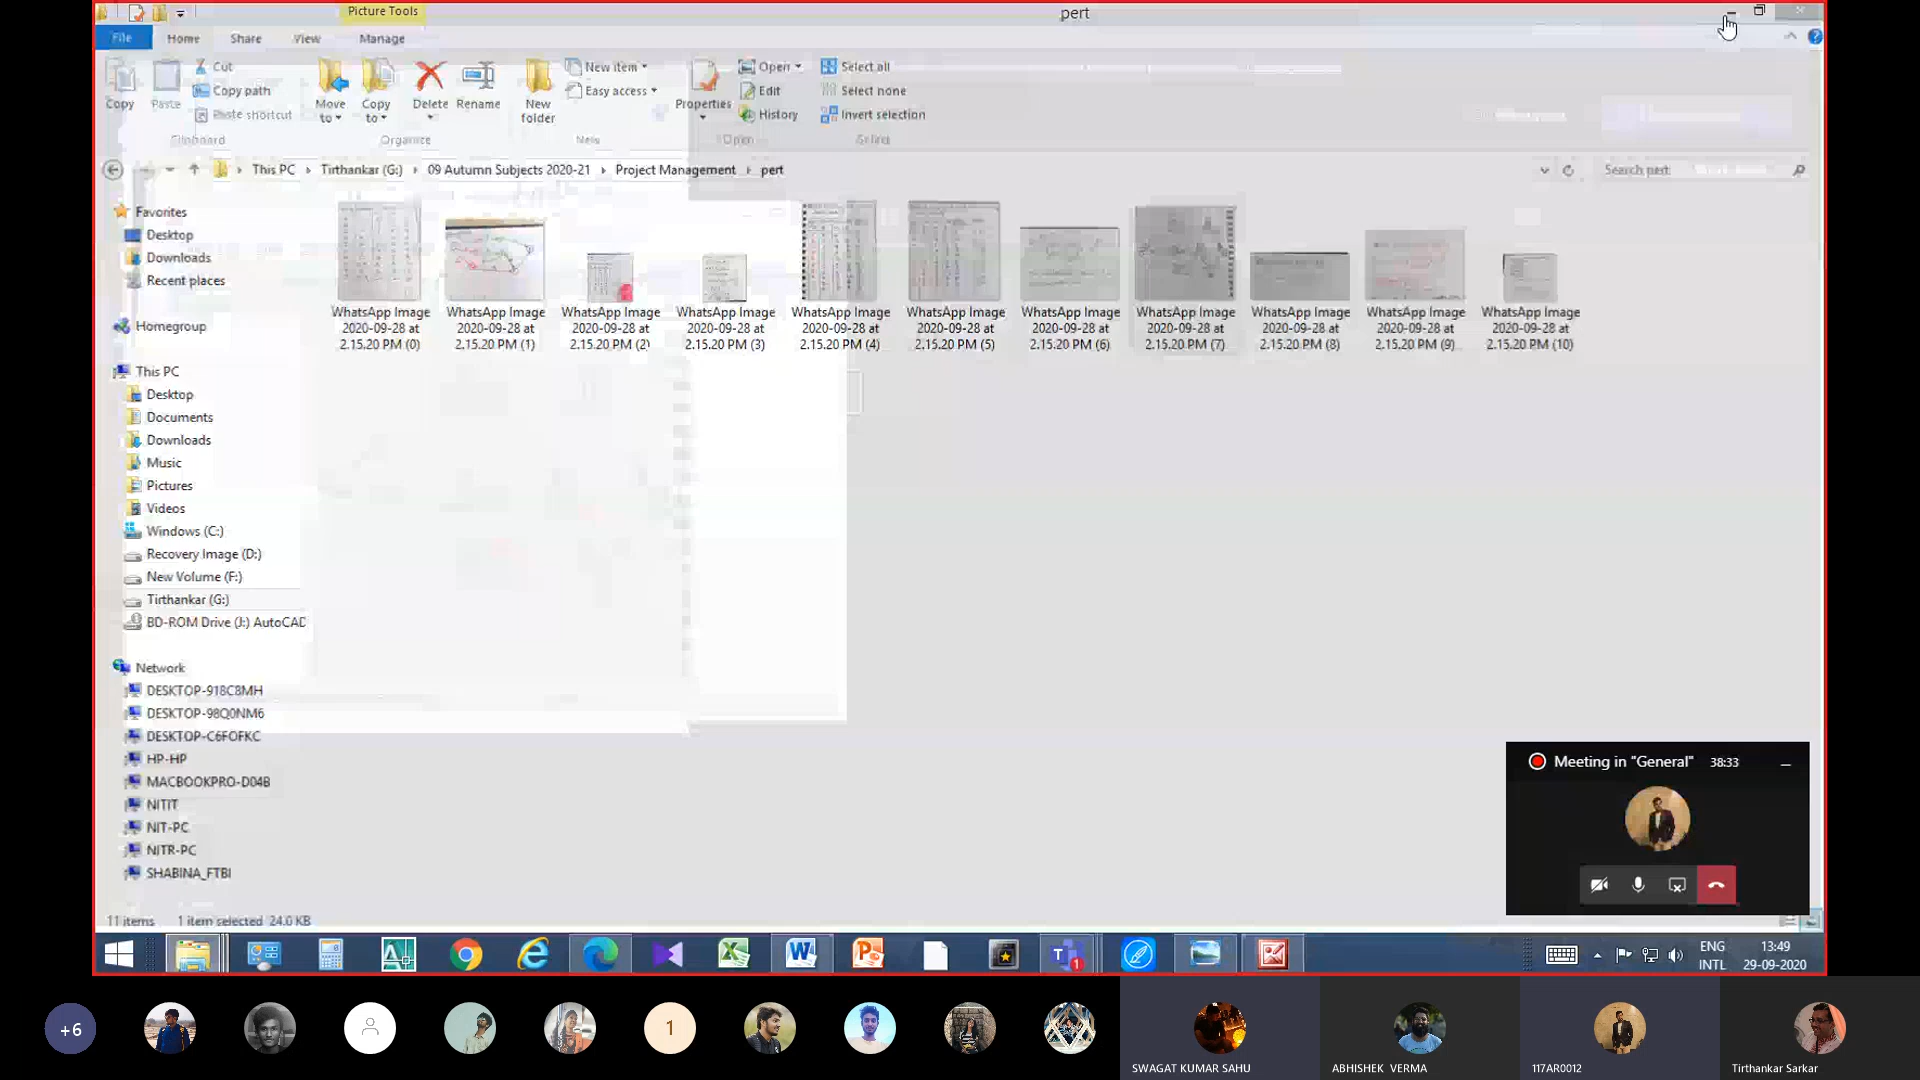 Picture Tools
pert
File
Home
Share
View
Manage
Copy
Paste
Cut
Copy path
Paste shortcut
Clipboard
Move to
Copy to
Delete
Rename
Organize
New folder
New item
Easy access
New
Properties
Open
Edit
History
Open
Select all
Select none
Invert selection
Select
This PC
Tirthankar (G:)
09 Autumn Subjects 2020-21
Project Management
pert
Search pert
Favorites
Desktop
Downloads
Recent places
Homegroup
This PC
Desktop
Documents
Downloads
Music
Pictures
Videos
Windows (C:)
Recovery Image (D:)
New Volume (F:)
Tirthankar (G:)
BD-ROM Drive (J:) AutoCAD
Network
DESKTOP-918C8MH
DESKTOP-98Q0NM6
DESKTOP-C6FOFKC
HP-HP
MACBOOKPRO-D04B
NITIT
NIT-PC
NITR-PC
SHABINA_FTBI
WhatsApp Image
2020-09-28 at
2.15.20 PM (0)
WhatsApp Image
2020-09-28 at
2.15.20 PM (1)
WhatsApp Image
2020-09-28 at
2.15.20 PM (2)
WhatsApp Image
2020-09-28 at
2.15.20 PM (3)
WhatsApp Image
2020-09-28 at
2.15.20 PM (4)
WhatsApp Image
2020-09-28 at
2.15.20 PM (5)
WhatsApp Image
2020-09-28 at
2.15.20 PM (6)
WhatsApp Image
2020-09-28 at
2.15.20 PM (7)
WhatsApp Image
2020-09-28 at
2.15.20 PM (8)
WhatsApp Image
2020-09-28 at
2.15.20 PM (9)
WhatsApp Image
2020-09-28 at
2.15.20 PM (10)
Meeting in "General" 38:33
11 items 1 item selected 24.0 KB
ENG
INTL
13:49
29-09-2020
+6
1
SWAGAT KUMAR SAHU
ABHISHEK VERMA
117AR0012
Tirthankar Sarkar